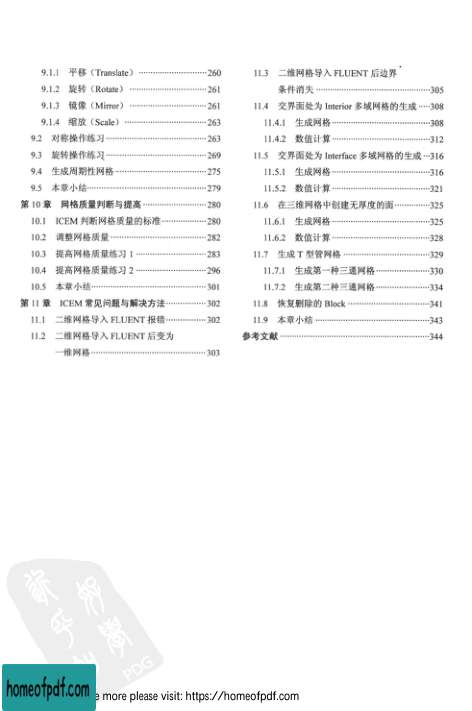 9.1.1 平移（Translate） ………………………260
9.1.2 旋转（Rotate） …………………………261
9.1.3 镜像（Mirror） …………………………261
9.1.4 缩放（Scale） …………………………263
9.2 对称操作练习…………………………………263
9.3 旋转操作练习…………………………………269
9.4 生成周期性网格………………………………275
9.5 本章小结………………………………………279
第 10 章 网格质量判断与提高……………………280
10.1 ICEM 判断网格质量的标准………………280
10.2 调整网格质量………………………………282
10.3 提高网格质量练习 1………………………283
10.4 提高网格质量练习 2………………………296
10.5 本章小结……………………………………301
第 11 章 ICEM 常见问题与解决方法……………302
11.1 二维网格导入 FLUENT 报错……………302
11.2 二维网格导入 FLUENT 后变为
一维网格…………………………………………303
11.3 二维网格导入 FLUENT 后边界
条件消失…………………………………………305
11.4 交界面处为 Interior 多域网格的生成……308
11.4.1 生成网格…………………………………308
11.4.2 数值计算…………………………………312
11.5 交界面处为 Interface 多域网格的生成…316
11.5.1 生成网格…………………………………316
11.5.2 数值计算…………………………………321
11.6 在三维网格中创建无厚度的面……………325
11.6.1 生成网格…………………………………325
11.6.2 数值计算…………………………………328
11.7 生成 T 型管网格……………………………329
11.7.1 生成第一种三通网格……………………330
11.7.2 生成第二种三通网格……………………334
11.8 恢复删除的 Block …………………………341
11.9 本章小结……………………………………343
参考文献……………………………………………344
PDG
homeofpdf.com
e more please visit: https://homeofpdf.com